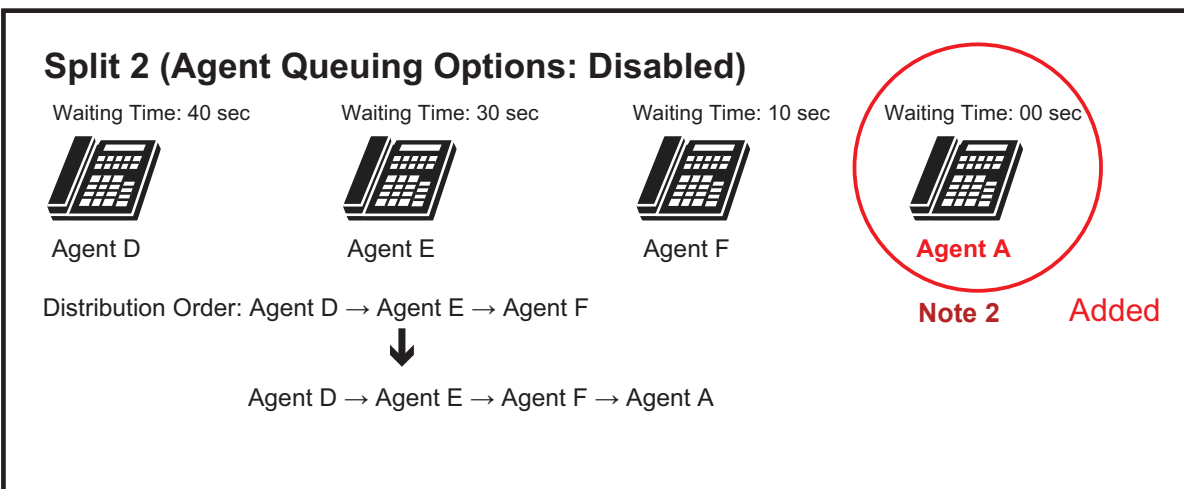 Split 2 (Agent Queuing Options: Disabled)
Waiting Time: 40 sec
Waiting Time: 30 sec
Waiting Time: 10 sec
Waiting Time: 00 sec
Agent D
Agent E
Agent F
Agent A
Distribution Order: Agent D → Agent E → Agent F
Note 2
Added
Agent D → Agent E → Agent F → Agent A